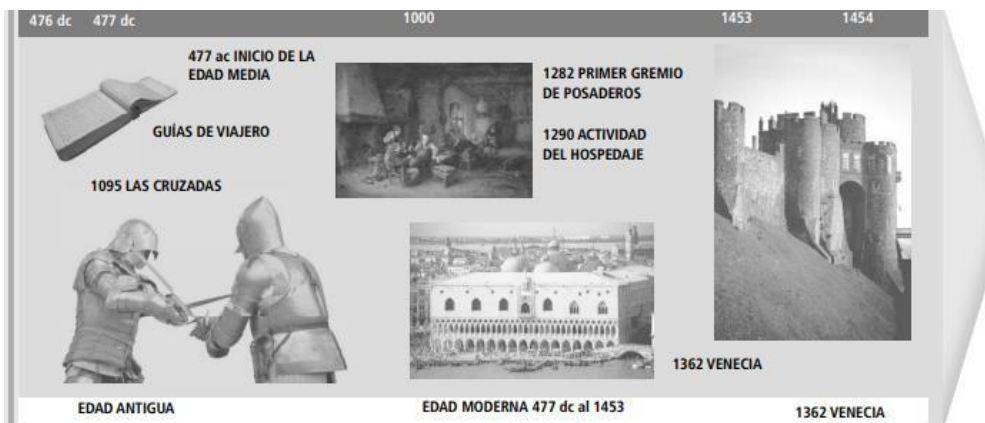 476 dc 477 dc 1000 1453 1454
477 ac INICIO DE LA
EDAD MEDIA
GUÍAS DE VIAJERO
1095 LAS CRUZADAS
1282 PRIMER GREMIO
DE POSADEROS
1290 ACTIVIDAD
DEL HOSPEDAJE
1362 VENECIA
EDAD ANTIGUA
EDAD MODERNA 477 dc al 1453
1362 VENECIA